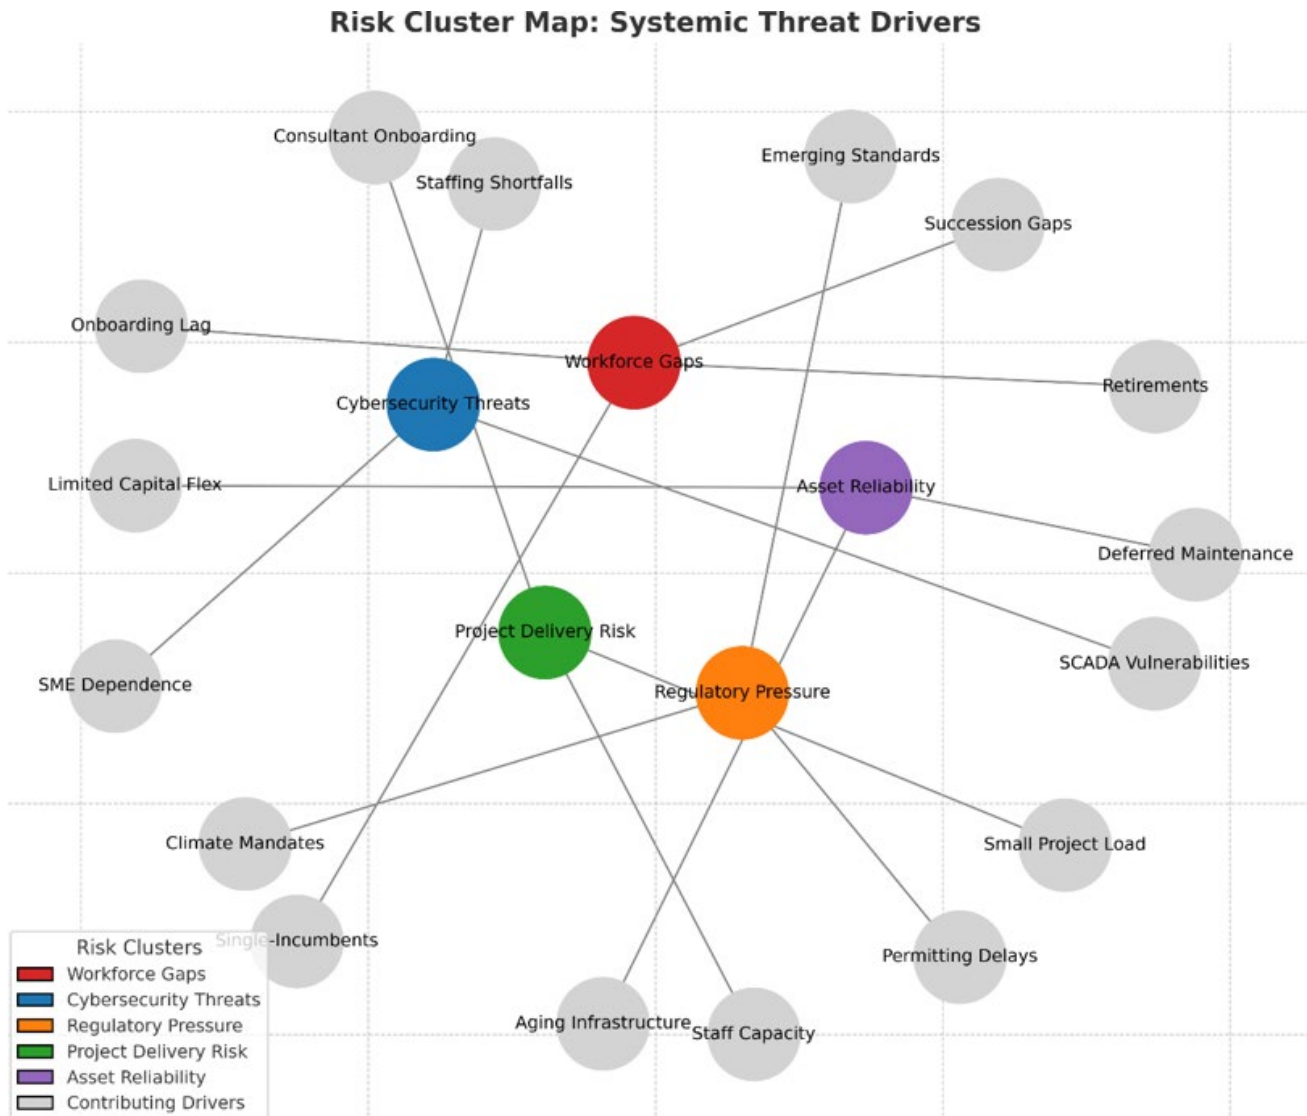 Risk Cluster Map: Systemic Threat Drivers
Consultant Onboarding
Staffing Shortfalls
Emerging Standards
Succession Gaps
Onboarding Lag
Workforce Gaps
Retirements
Cybersecurity Threats
Limited Capital Flex
Asset Reliability
Deferred Maintenance
Project Delivery Risk
SCADA Vulnerabilities
SME Dependence
Regulatory Pressure
Climate Mandates
Small Project Load
Single-Incumbents
Permitting Delays
Aging Infrastructure
Staff Capacity
Risk Clusters
Workforce Gaps
Cybersecurity Threats
Regulatory Pressure
Project Delivery Risk
Asset Reliability
Contributing Drivers